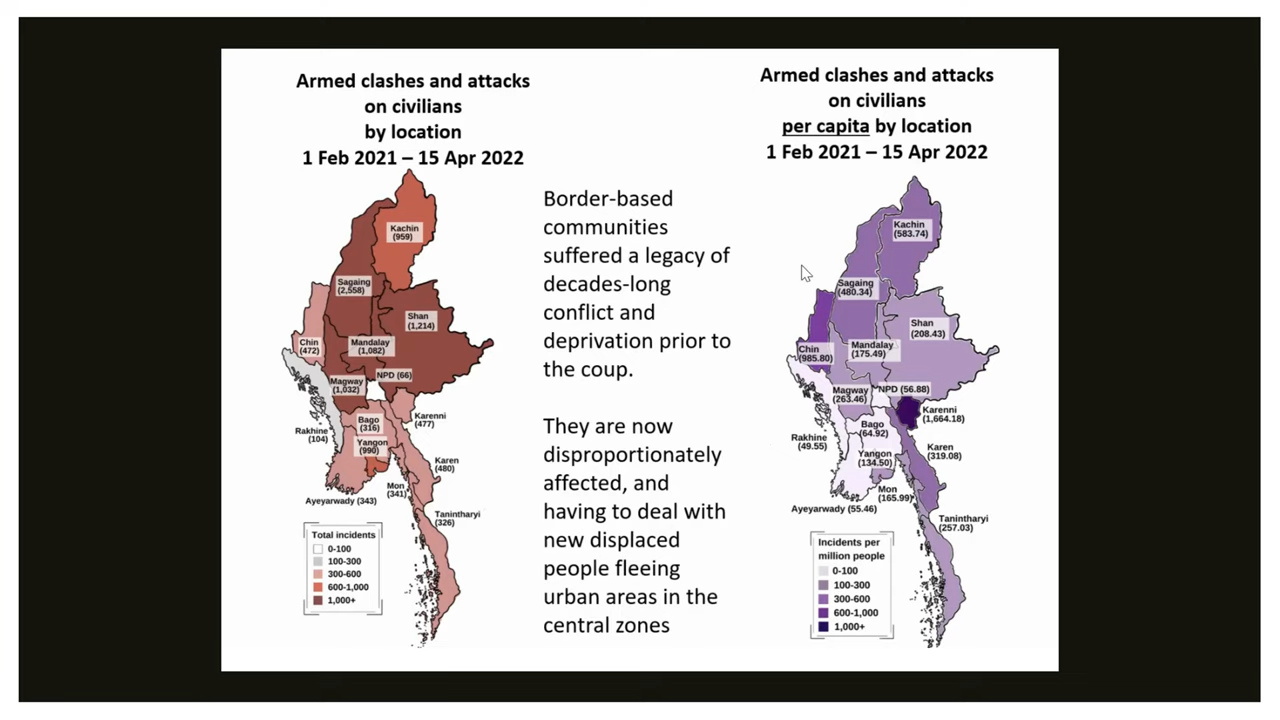 Armed clashes and attacks
on civilians
by location
1 Feb 2021 – 15 Apr 2022
Kachin
(959)
Sagaing
(2,558)
Shan
(1,214)
Chin
(472)
Mandalay
(1,082)
NPD (66)
Magway
(1,032)
Bago
(316)
Karenni
(477)
Rakhine
(104)
Yangon
(990)
Karen
(480)
Mon
(341)
Ayeyarwady (343)
Tanintharyi
(326)
Total incidents
0-100
100-300
300-600
600-1,000
1,000+
Border-based
communities
suffered a legacy of
decades-long
conflict and
deprivation prior to
the coup.
They are now
disproportionately
affected, and
having to deal with
new displaced
people fleeing
urban areas in the
central zones
Armed clashes and attacks
on civilians
per capita by location
1 Feb 2021 – 15 Apr 2022
Kachin
(583.74)
Sagaing
(480.34)
Shan
(208.43)
Chin
(985.80)
Mandalay
(175.49)
Magway
(263.46)
NPD (56.88)
Karenni
(1,664.18)
Bago
(64.92)
Rakhine
(49.55)
Yangon
(134.50)
Karen
(319.08)
Mon
(165.99)
Ayeyarwady (55.46)
Tanintharyi
(257.03)
Incidents per
million people
0-100
100-300
300-600
600-1,000
1,000+